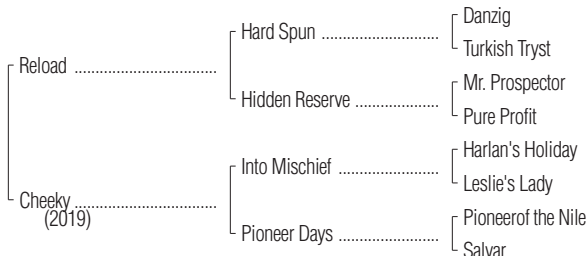 Danzig
Hard Spun
Turkish Tryst
Reload
Mr. Prospector
Hidden Reserve
Pure Profit
Harlan's Holiday
Into Mischief
Leslie's Lady
Cheeky
(2019)
Pioneerof the Nile
Pioneer Days
Salvar